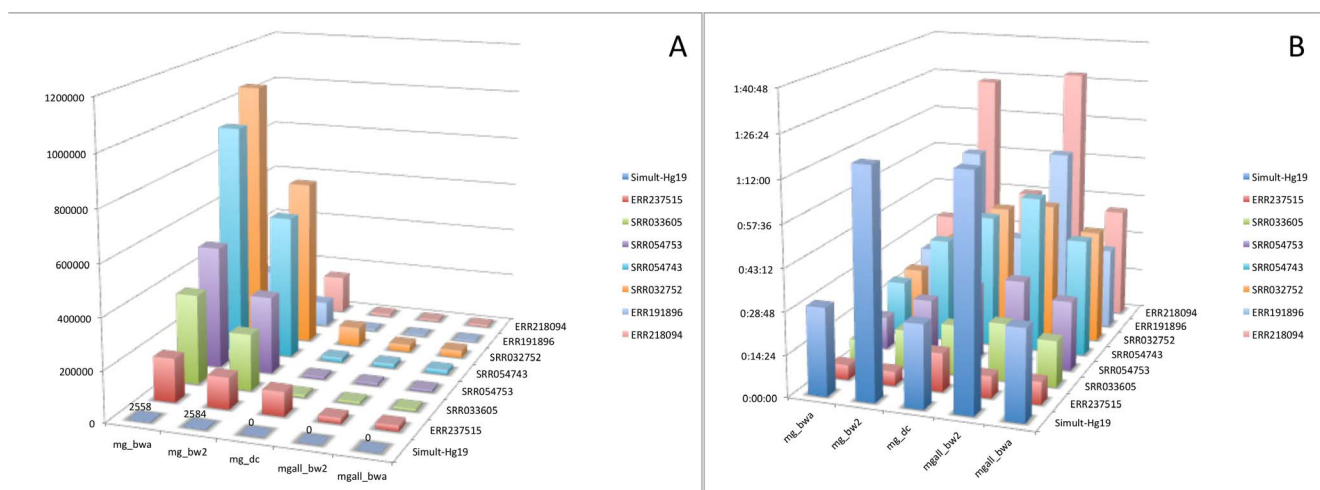 A
1200000
1000000
800000
600000
400000
200000
0
2558
2584
0
0
0
mg_bwa
mg_bw2
mg_dc
mgall_bw2
mgall_bwa
ERR218094
ERR191896
SRR032752
SRR054743
SRR054753
SRR033605
ERR237515
Simult-Hg19
Simult-Hg19
ERR237515
SRR033605
SRR054753
SRR054743
SRR032752
ERR191896
ERR218094
B
1:40:48
1:26:24
1:12:00
0:57:36
0:43:12
0:28:48
0:14:24
0:00:00
mg_bwa
mg_bw2
mg_dc
mgall_bw2
mgall_bwa
ERR218094
ERR191896
SRR032752
SRR054743
SRR054753
SRR033605
ERR237515
Simult-Hg19
Simult-Hg19
ERR237515
SRR033605
SRR054753
SRR054743
SRR032752
ERR191896
ERR218094